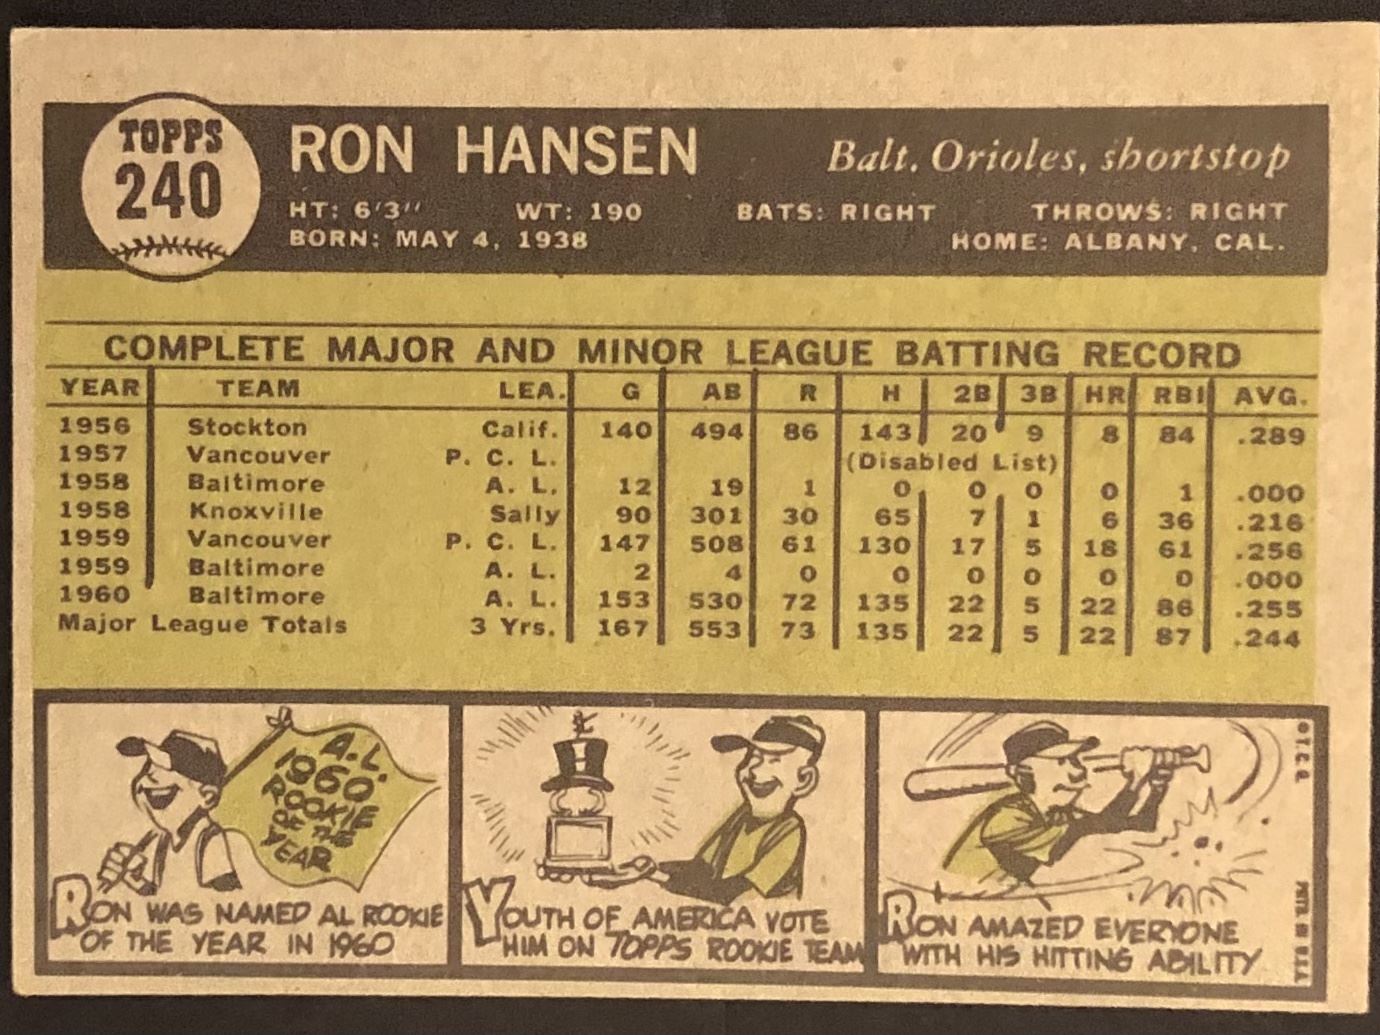 TOPPS
240
RON HANSEN
Balt. Orioles, shortstop
HT: 6'3" WT: 190 BATS: RIGHT THROWS: RIGHT
BORN: MAY 4, 1938 HOME: ALBANY, CAL.
COMPLETE MAJOR AND MINOR LEAGUE BATTING RECORD
YEAR TEAM LEA. G AB R H 2B 3B HR RBI AVG.
1956 Stockton Calif. 140 494 86 143 20 9 8 84 .289
1957 Vancouver P. C. L. (Disabled List)
1958 Baltimore A. L. 12 19 1 0 0 0 0 1 .000
1958 Knoxville Sally 90 301 30 65 7 1 6 36 .216
1959 Vancouver P. C. L. 147 508 61 130 17 5 18 61 .256
1959 Baltimore A. L. 2 4 0 0 0 0 0 0 .000
1960 Baltimore A. L. 153 530 72 135 22 5 22 86 .255
Major League Totals 3 Yrs. 167 553 73 135 22 5 22 87 .244
A.L.
1960
ROOKIE
OF THE
YEAR
RON WAS NAMED AL ROOKIE
OF THE YEAR IN 1960
YOUTH OF AMERICA VOTE
HIM ON TOPPS ROOKIE TEAM
RON AMAZED EVERYONE
WITH HIS HITTING ABILITY
© T.C.G.
PRTD. IN U.S.A.